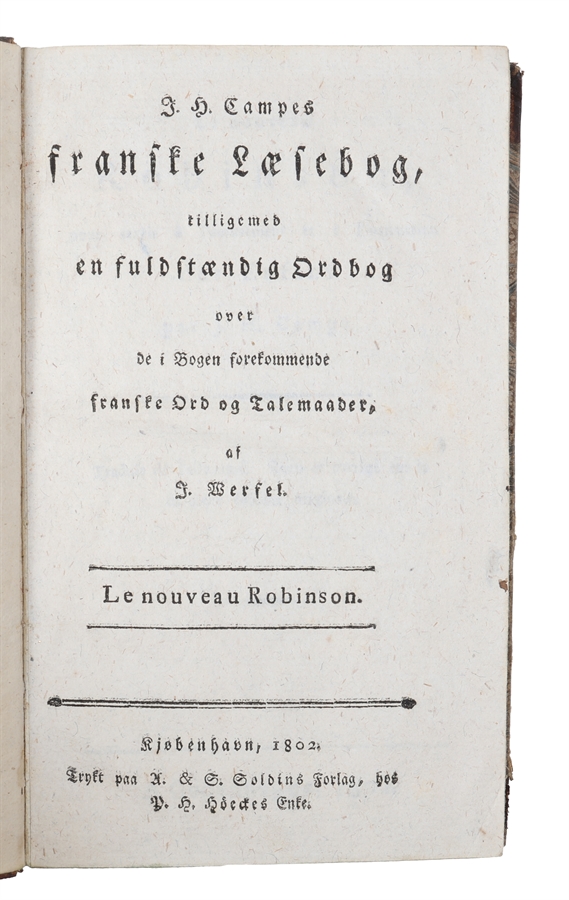 J. H. Campes
franske Læsebog,
tilligemed
en fuldstændig Ordbog
over
de i Bogen forekommende
franske Ord og Talemaader,
af
J. Werfel.
Le nouveau Robinson.
Kjøbenhavn, 1802.
Trykt paa A. & S. Soldins Forlag, hos
P. H. Höeckes Enke.